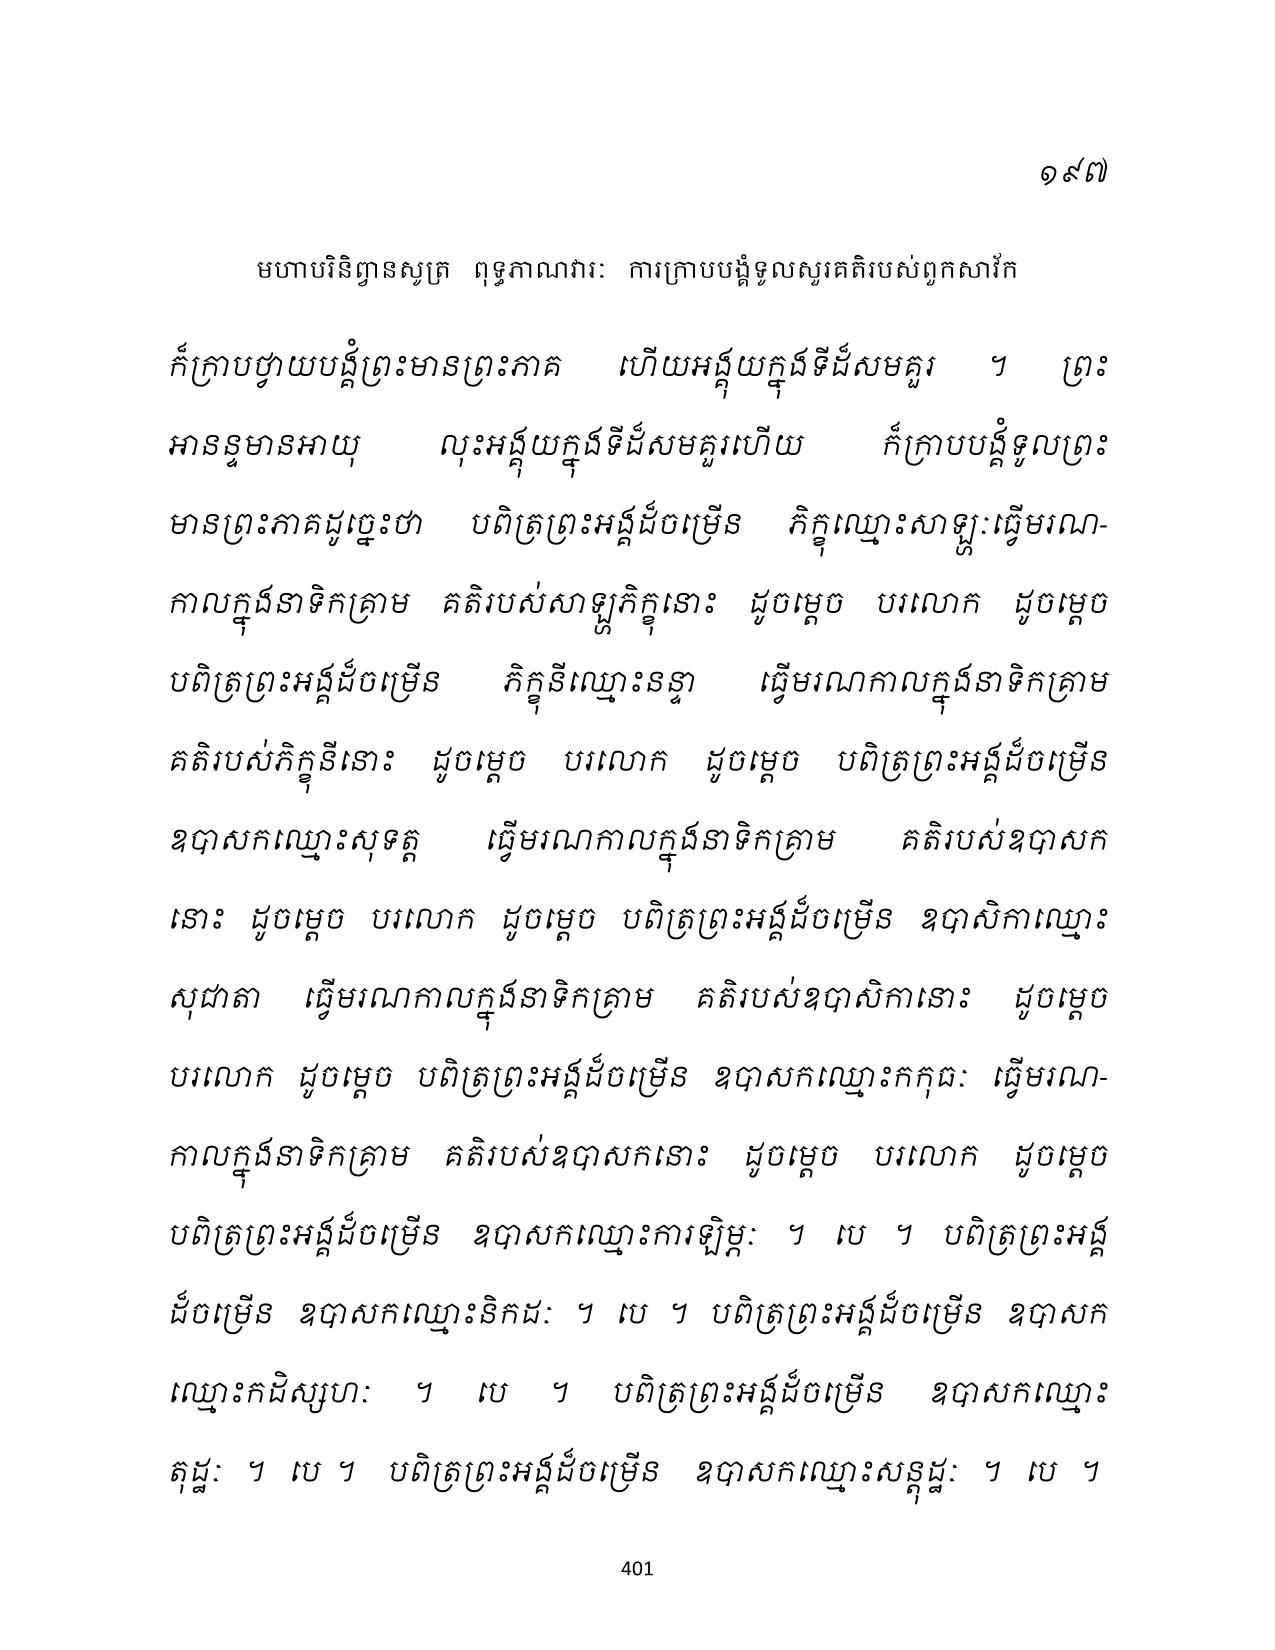 ១៩៧
មហាបរិនិព្វានសូត្រ ពុទ្ធភាណវារៈ ការក្រាបបង្គំទូលសួរគតិរបស់ពួកសាវ័ក
ក៏ក្រាបថ្វាយបង្គំព្រះមានព្រះភាគ ហើយអង្គុយក្នុងទីដ៏សមគួរ ។ ព្រះ
អានន្ទមានអាយុ លុះអង្គុយក្នុងទីដ៏សមគួរហើយ ក៏ក្រាបបង្គំទូលព្រះ
មានព្រះភាគដូច្នេះថា បពិត្រព្រះអង្គដ៏ចម្រើន ភិក្ខុឈ្មោះសាឡ្ហៈធ្វើមរណ-
កាលក្នុងនាទិកគ្រាម គតិរបស់សាឡ្ហភិក្ខុនោះ ដូចម្តេច បរលោក ដូចម្តេច
បពិត្រព្រះអង្គដ៏ចម្រើន ភិក្ខុនីឈ្មោះនន្ទា ធ្វើមរណកាលក្នុងនាទិកគ្រាម
គតិរបស់ភិក្ខុនីនោះ ដូចម្តេច បរលោក ដូចម្តេច បពិត្រព្រះអង្គដ៏ចម្រើន
ឧបាសកឈ្មោះសុទត្ត ធ្វើមរណកាលក្នុងនាទិកគ្រាម គតិរបស់ឧបាសក
នោះ ដូចម្តេច បរលោក ដូចម្តេច បពិត្រព្រះអង្គដ៏ចម្រើន ឧបាសិកាឈ្មោះ
សុជាតា ធ្វើមរណកាលក្នុងនាទិកគ្រាម គតិរបស់ឧបាសិកានោះ ដូចម្តេច
បរលោក ដូចម្តេច បពិត្រព្រះអង្គដ៏ចម្រើន ឧបាសកឈ្មោះកកុធៈ ធ្វើមរណ-
កាលក្នុងនាទិកគ្រាម គតិរបស់ឧបាសកនោះ ដូចម្តេច បរលោក ដូចម្តេច
បពិត្រព្រះអង្គដ៏ចម្រើន ឧបាសកឈ្មោះការឡិម្ភៈ ។ បេ ។ បពិត្រព្រះអង្គ
ដ៏ចម្រើន ឧបាសកឈ្មោះនិកដៈ ។ បេ ។ បពិត្រព្រះអង្គដ៏ចម្រើន ឧបាសក
ឈ្មោះកដិស្សហៈ ។ បេ ។ បពិត្រព្រះអង្គដ៏ចម្រើន ឧបាសកឈ្មោះ
តុដ្ឋៈ ។ បេ ។ បពិត្រព្រះអង្គដ៏ចម្រើន ឧបាសកឈ្មោះសន្តុដ្ឋៈ ។ បេ ។
401